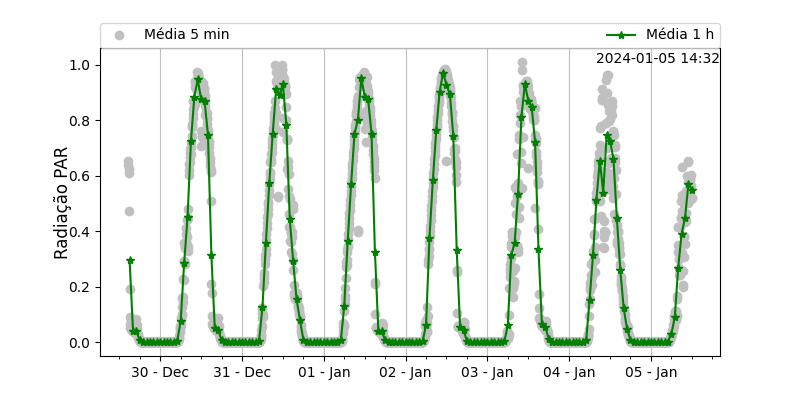 Média 5 min
Média 1 h
2024-01-05 14:32
Radiação PAR
1.0
0.8
0.6
0.4
0.2
0.0
30 - Dec
31 - Dec
01 - Jan
02 - Jan
03 - Jan
04 - Jan
05 - Jan